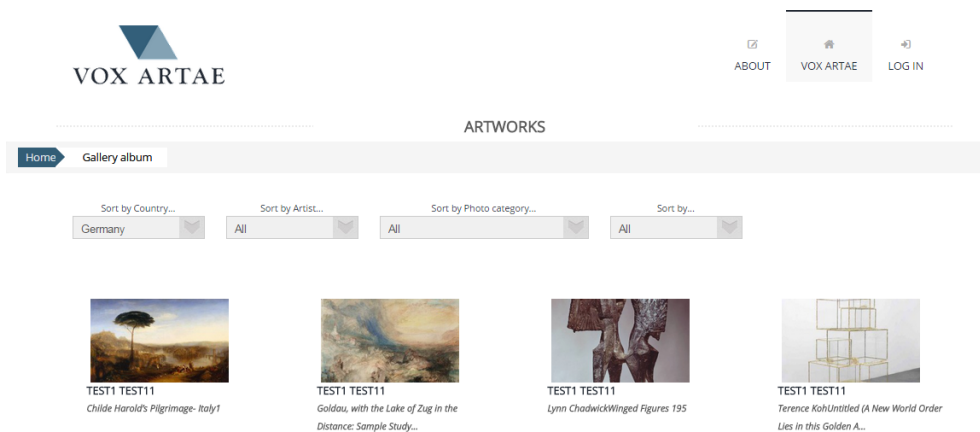 VOX ARTAE
ABOUT
VOX ARTAE
LOG IN
ARTWORKS
Home
Gallery album
Sort by Country...
Sort by Artist...
Sort by Photo category...
Sort by...
Germany
All
All
All
TEST1 TEST11
Childe Harold's Pilgrimage- Italy1
TEST1 TEST11
Goldau, with the Lake of Zug in the
Distance: Sample Study...
TEST1 TEST11
Lynn ChadwickWinged Figures 195
TEST1 TEST11
Terence KohUntitled (A New World Order
Lies in this Golden A...